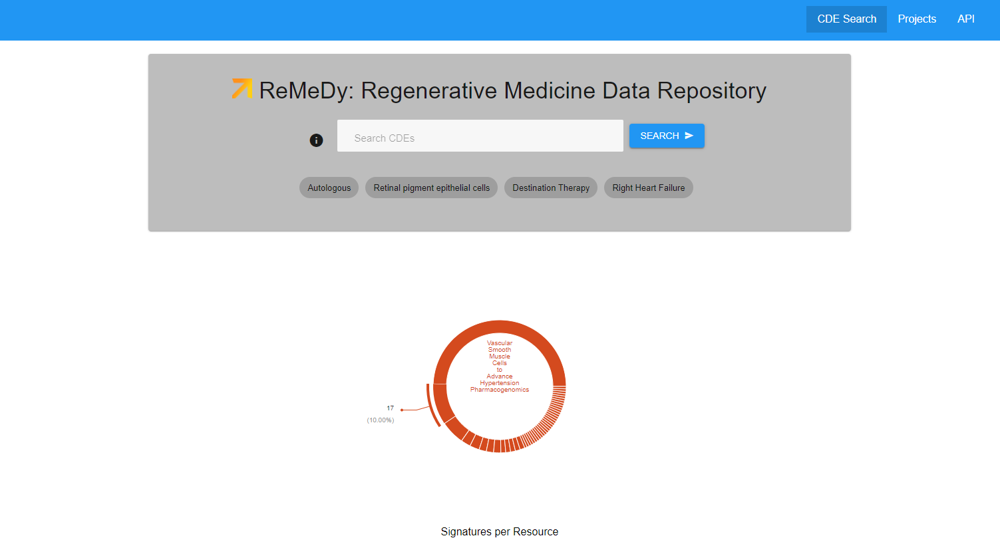 CDE Search
Projects
API
ReMeDy: Regenerative Medicine Data Repository
Search CDEs
SEARCH
Autologous
Retinal pigment epithelial cells
Destination Therapy
Right Heart Failure
Vascular
Smooth
Muscle
Cells
to
Advance
Hypertension
Pharmacogenomics
17
(10.00%)
Signatures per Resource